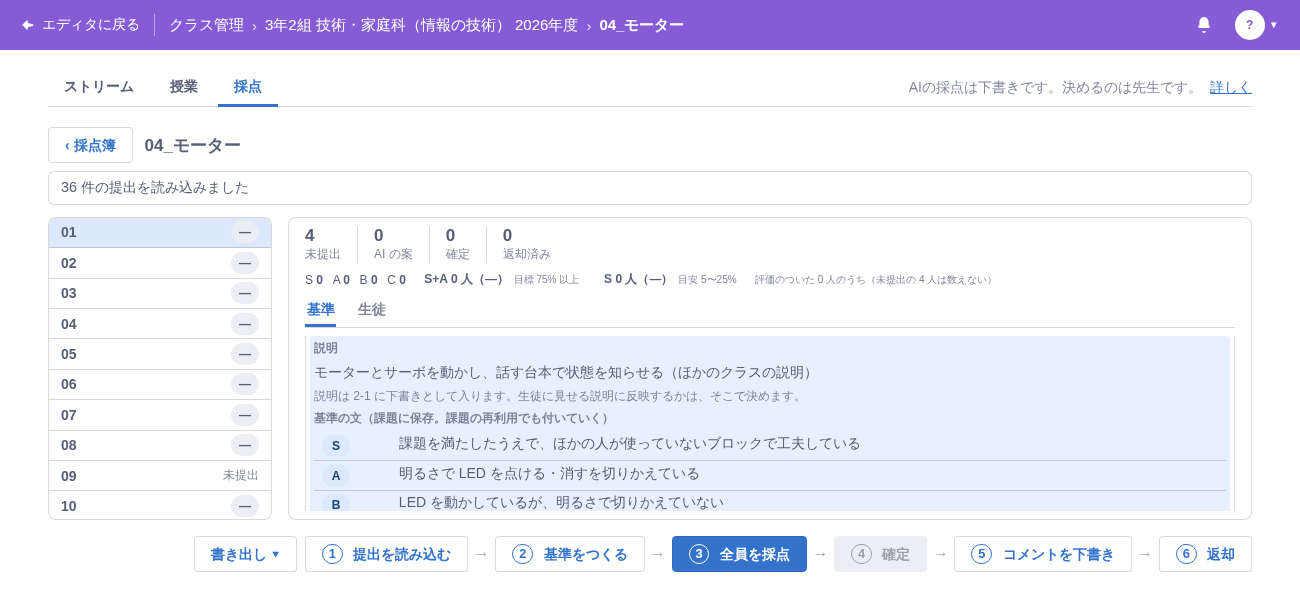 エディタに戻る クラス管理 › 3年2組 技術・家庭科（情報の技術） 2026年度 › 04_モーター ?
ストリーム 授業 採点 AIの採点は下書きです。決めるのは先生です。 詳しく
‹ 採点簿 04_モーター
36 件の提出を読み込みました
01 —
02 —
03 —
04 —
05 —
06 —
07 —
08 —
09 未提出
10 —
4 0 0 0
未提出 AI の案 確定 返却済み
S 0 A 0 B 0 C 0 S+A 0 人（—） 目標 75% 以上 S 0 人（—） 目安 5〜25% 評価のついた 0 人のうち（未提出の 4 人は数えない）
基準 生徒
説明
モーターとサーボを動かし、話す台本で状態を知らせる（ほかのクラスの説明）
説明は 2-1 に下書きとして入ります。生徒に見せる説明に反映するかは、そこで決めます。
基準の文（課題に保存。課題の再利用でも付いていく）
S 課題を満たしたうえで、ほかの人が使っていないブロックで工夫している
A 明るさで LED を点ける・消すを切りかえている
B LED を動かしているが、明るさで切りかえていない
書き出し ▾ 1 提出を読み込む → 2 基準をつくる → 3 全員を採点 → 4 確定 → 5 コメントを下書き → 6 返却